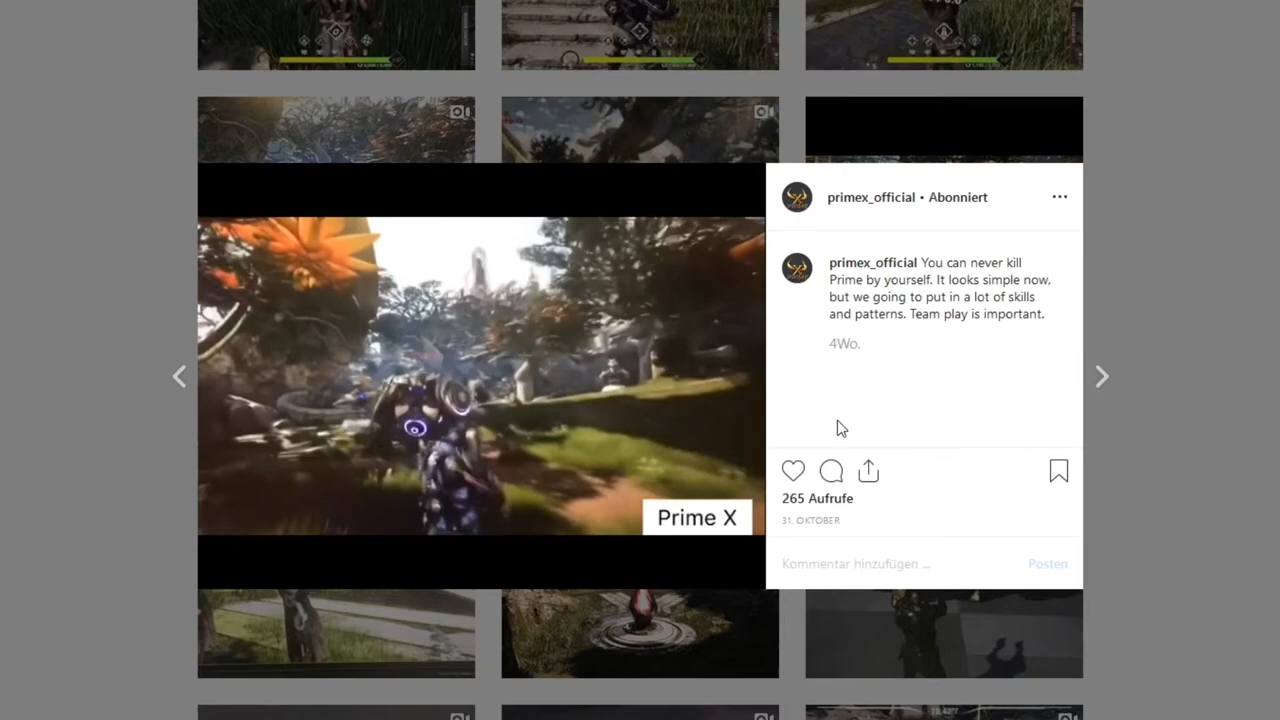 primex_official • Abonniert
primex_official You can never kill
Prime by yourself. It looks simple now,
but we going to put in a lot of skills
and patterns. Team play is important.
4Wo.
Prime X
265 Aufrufe
31. OKTOBER
Kommentar hinzufügen ...
Posten